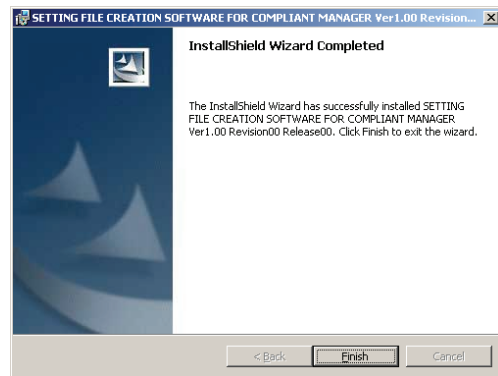 SETTING FILE CREATION SOFTWARE FOR COMPLIANT MANAGER Ver1.00 Revision...
InstallShield Wizard Completed
The InstallShield Wizard has successfully installed SETTING
FILE CREATION SOFTWARE FOR COMPLIANT MANAGER
Ver1.00 Revision00 Release00. Click Finish to exit the wizard.
< Back
Finish
Cancel